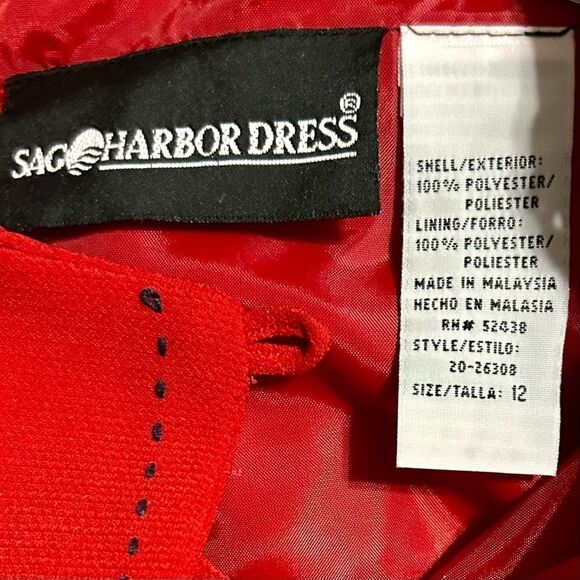 SAG HARBOR DRESS®
SHELL/EXTERIOR:
100% POLYESTER/
POLIESTER
LINING/FORRO:
100% POLYESTER/
POLIESTER
MADE IN MALAYSIA
HECHO EN MALASIA
RN# 52438
STYLE/ESTILO:
20-26308
SIZE/TALLA: 12